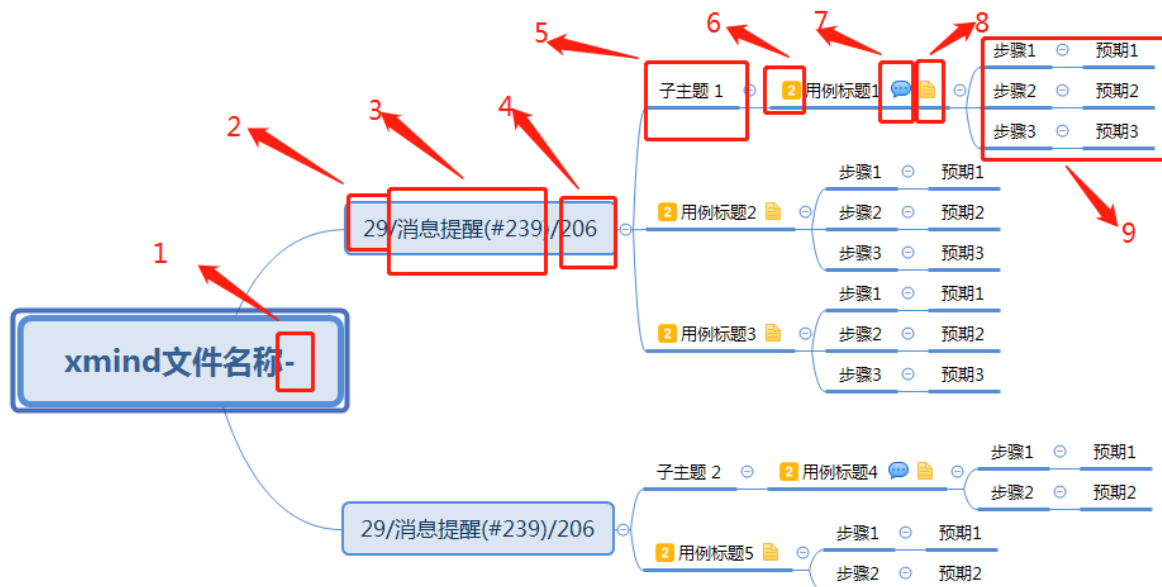 5
6
7
8
步骤1
预期1
子主题 1
2 用例标题1
步骤2
预期2
步骤3
预期3
2
3
4
步骤1
预期1
29/消息提醒(#239)/206
2 用例标题2
步骤2
预期2
9
步骤3
预期3
1
步骤1
预期1
2 用例标题3
步骤2
预期2
xmind文件名称-
步骤3
预期3
步骤1
预期1
子主题 2
2 用例标题4
步骤2
预期2
29/消息提醒(#239)/206
步骤1
预期1
2 用例标题5
步骤2
预期2